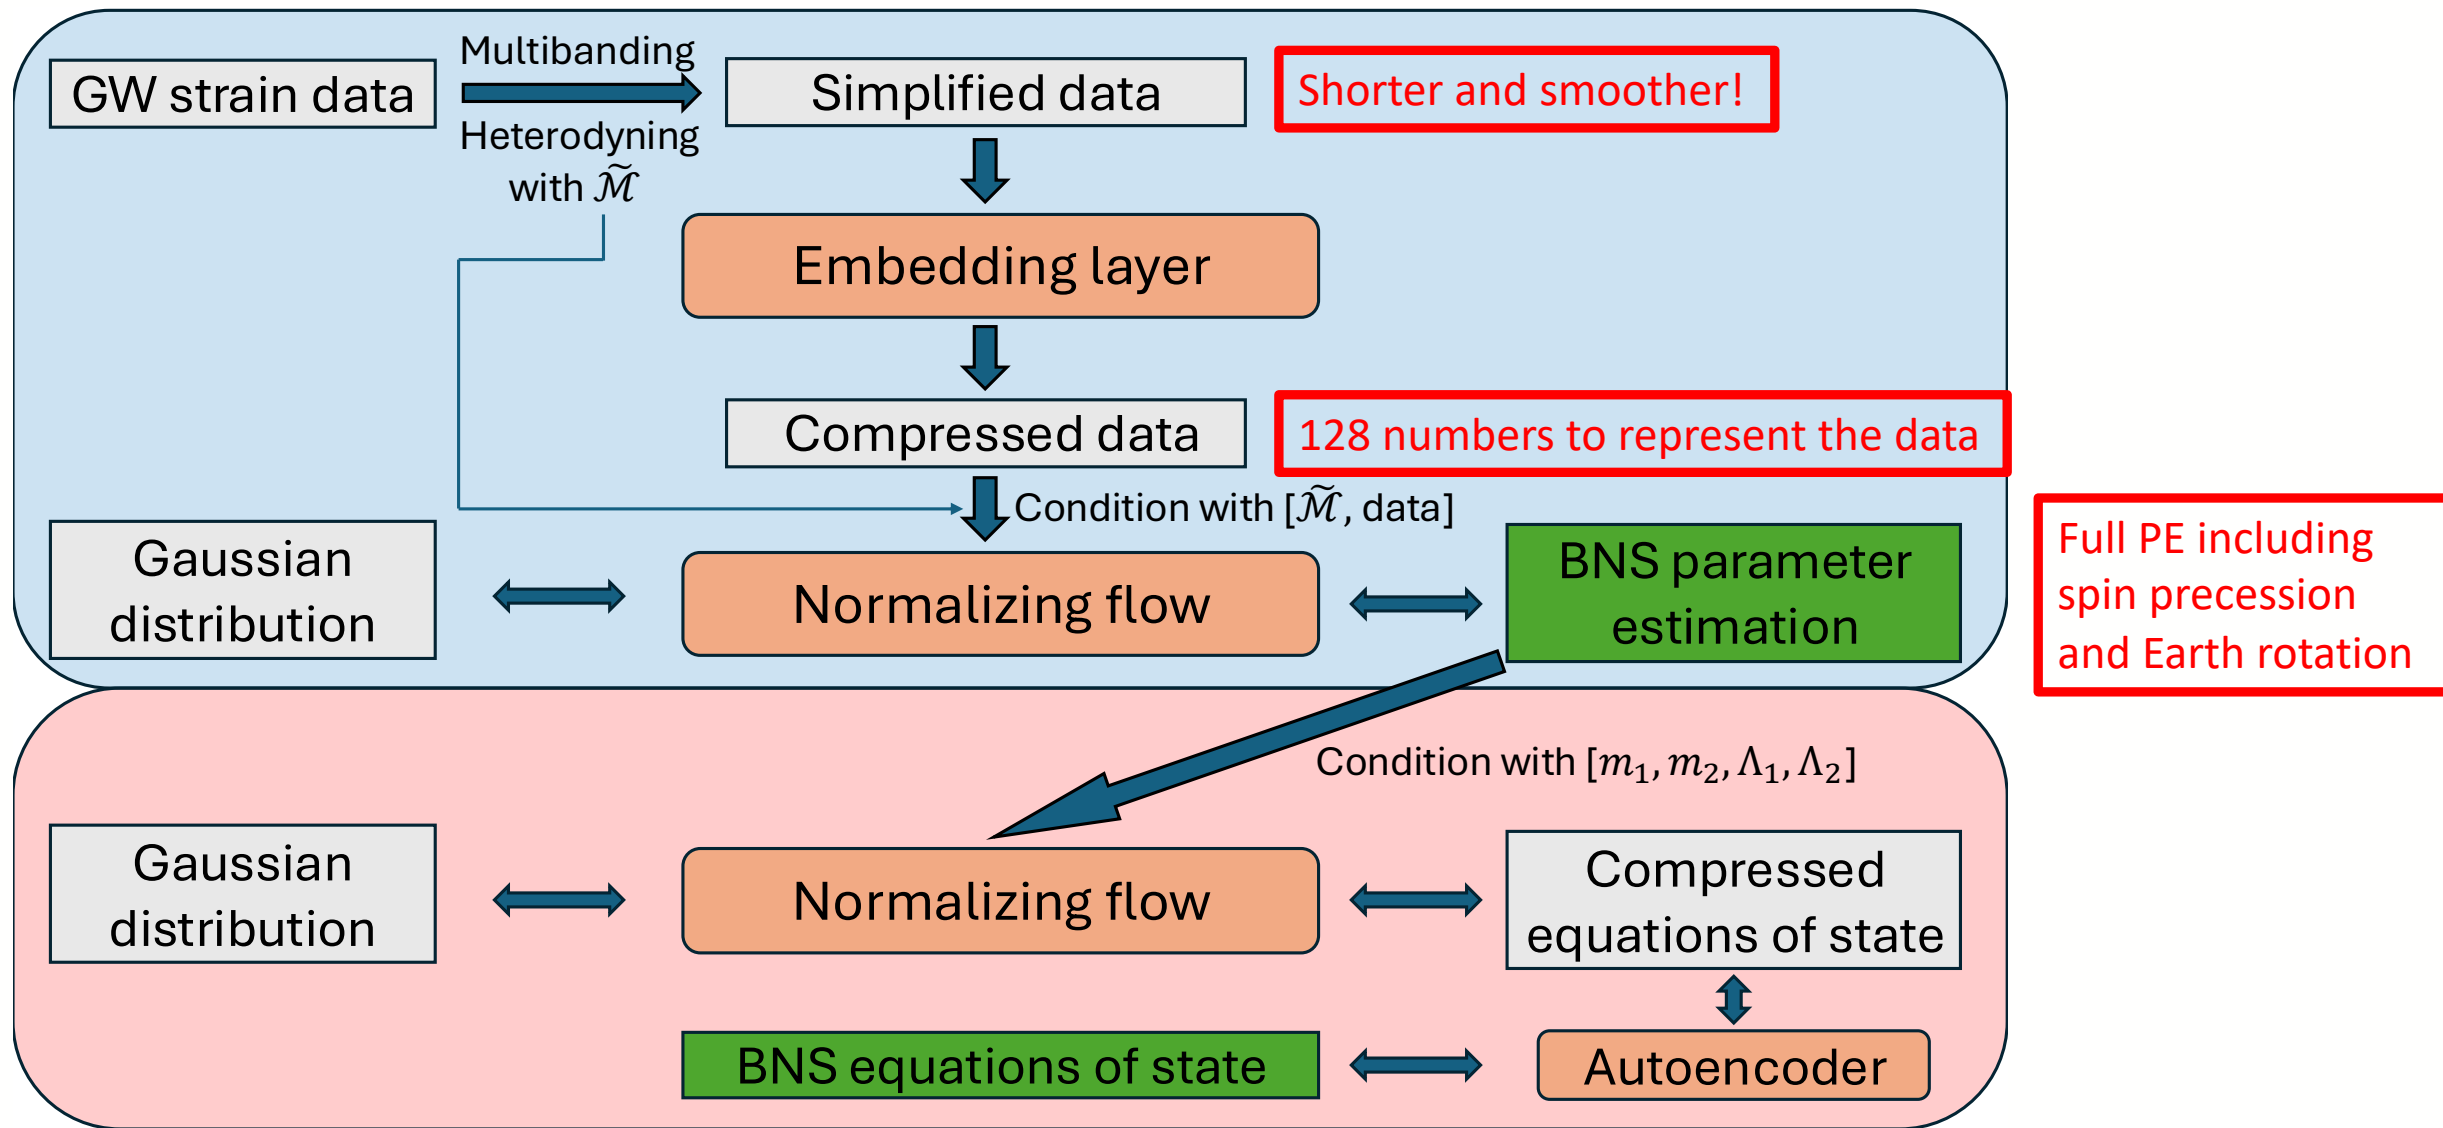 GW strain data
Multibanding
Heterodyning
with ℳ̃
Simplified data
Shorter and smoother!
Embedding layer
Compressed data
128 numbers to represent the data
Condition with [ℳ̃, data]
Gaussian
distribution
Normalizing flow
BNS parameter
estimation
Full PE including
spin precession
and Earth rotation
Condition with [m₁, m₂, Λ₁, Λ₂]
Gaussian
distribution
Normalizing flow
Compressed
equations of state
BNS equations of state
Autoencoder